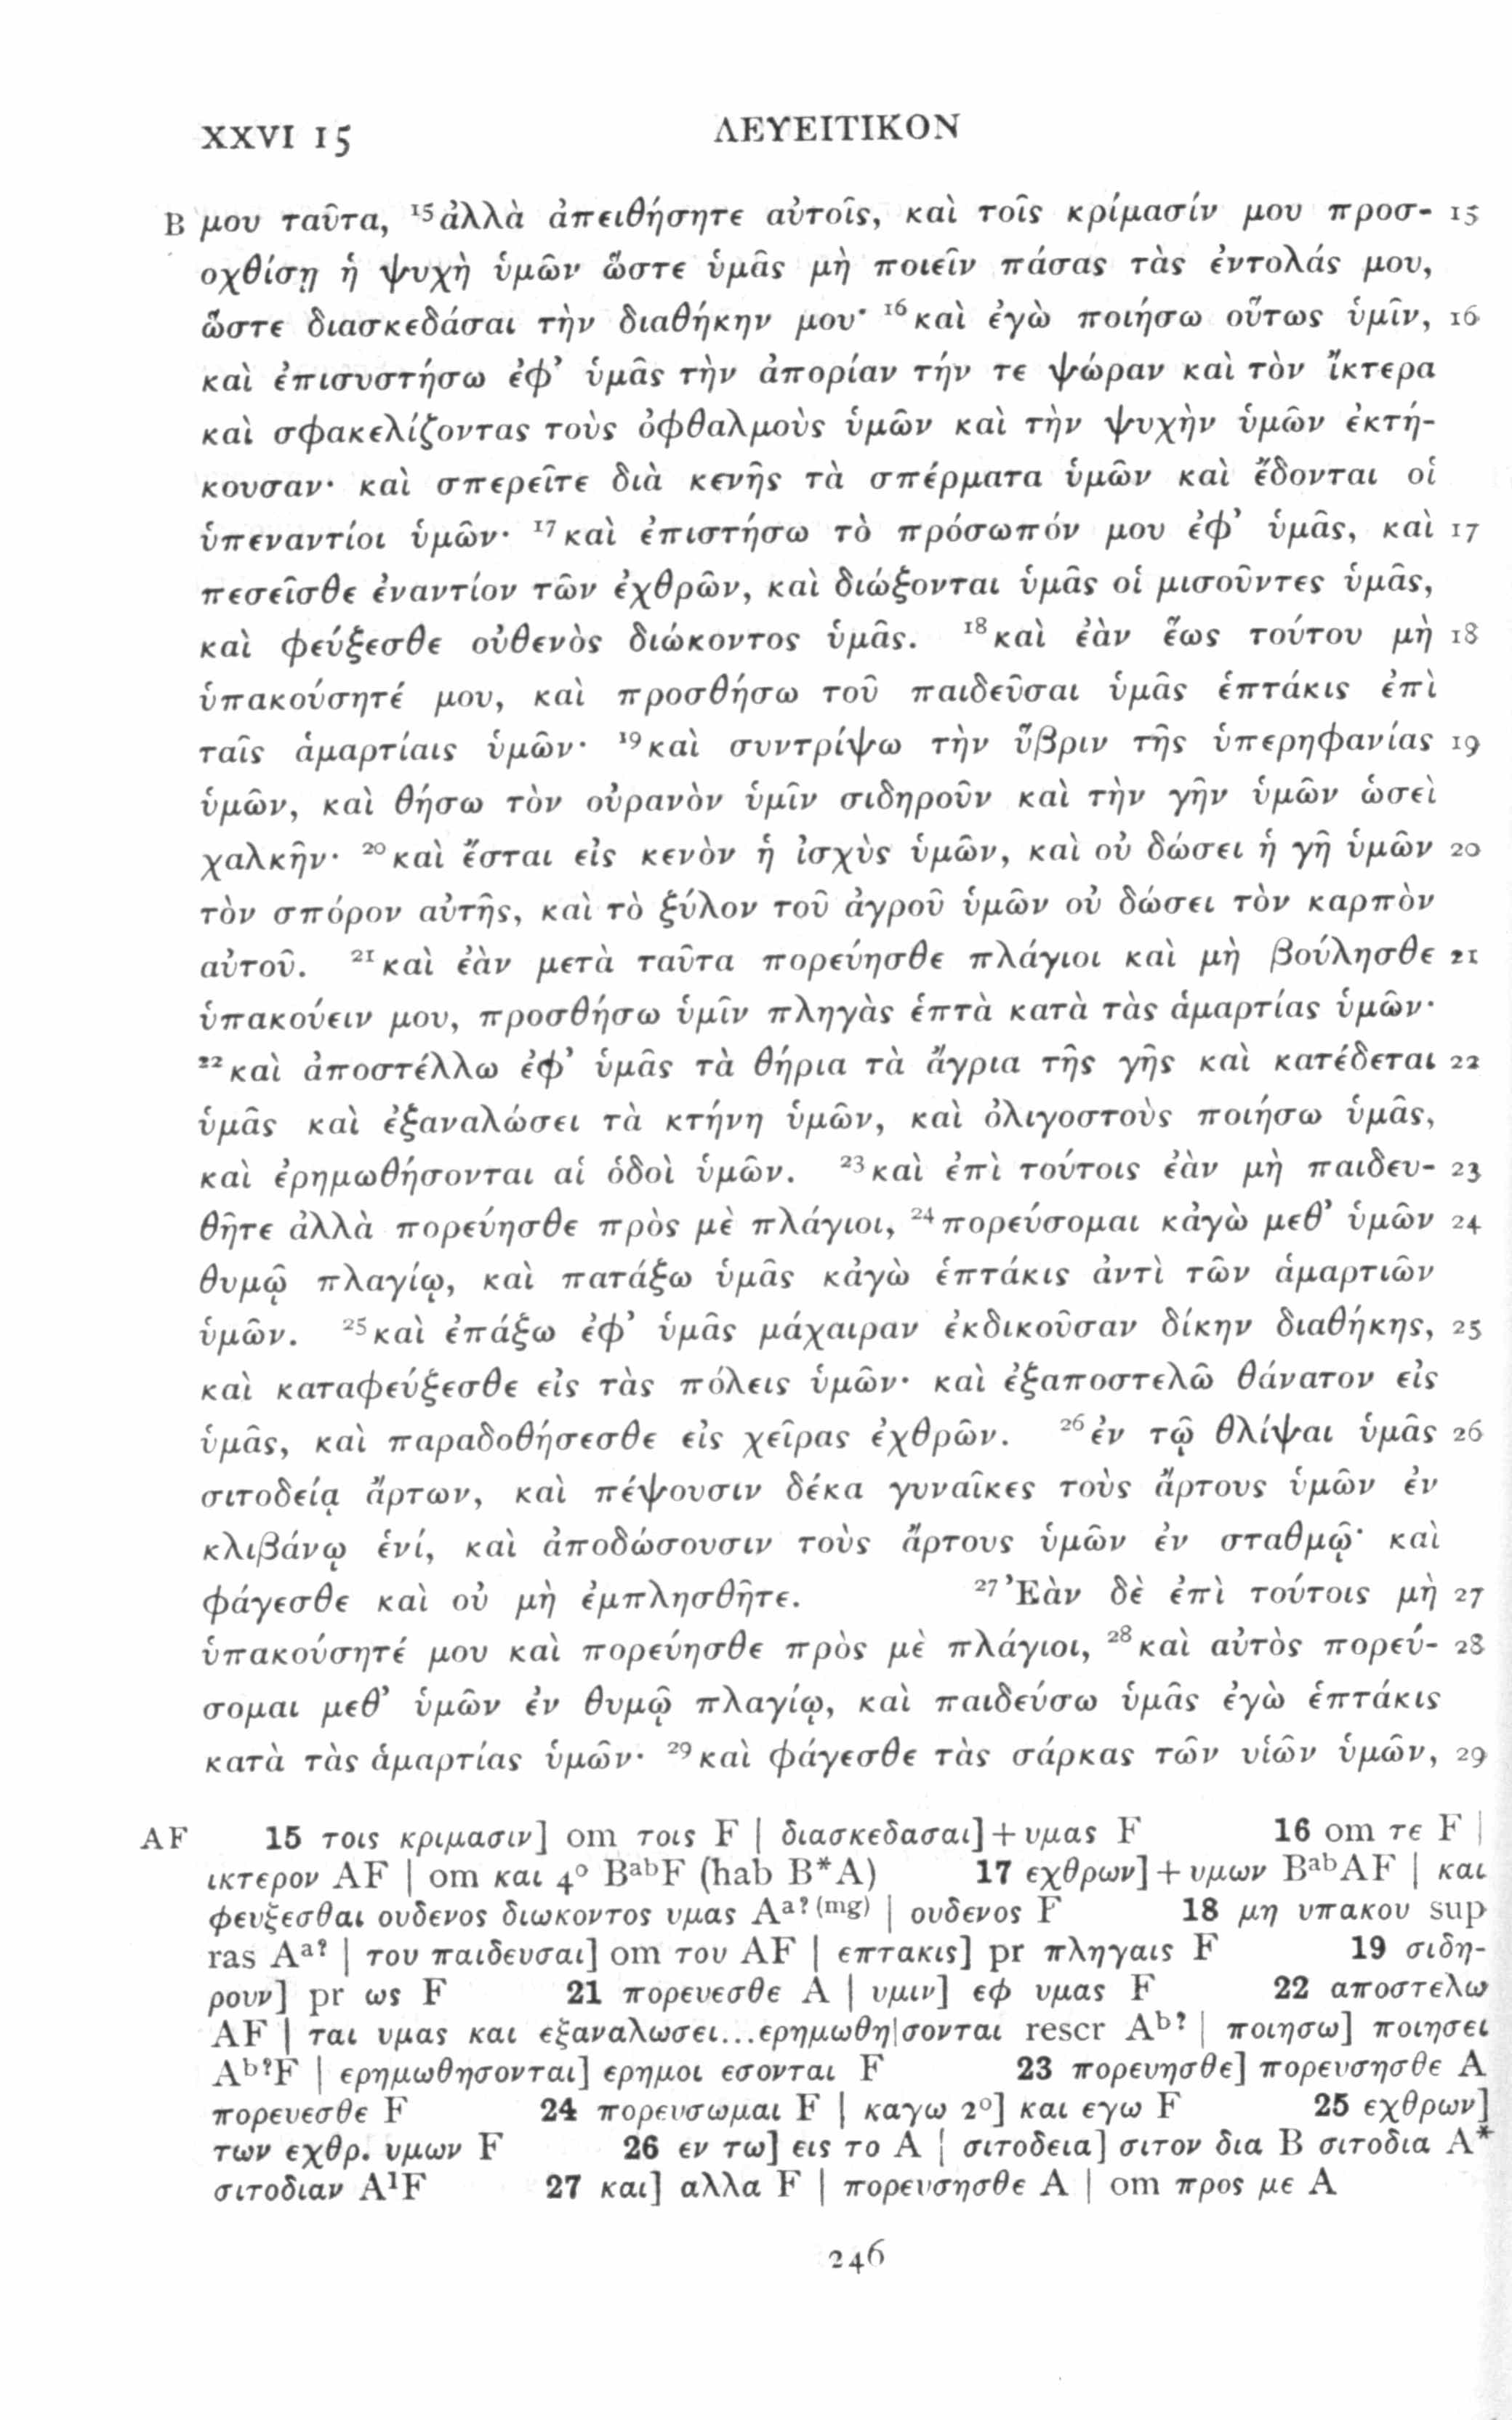 XXVI 15 ΛΕΥΕΙΤΙΚΟΝ
B μου ταῦτα, ¹⁵ἀλλὰ ἀπειθήσητε αὐτοῖς, καὶ τοῖς κρίμασίν μου προσ- 15
οχθίσῃ ἡ ψυχὴ ὑμῶν ὥστε ὑμᾶς μὴ ποιεῖν πάσας τὰς ἐντολάς μου,
ὥστε διασκεδάσαι τὴν διαθήκην μου· ¹⁶καὶ ἐγὼ ποιήσω οὕτως ὑμῖν, 16
καὶ ἐπισυστήσω ἐφ’ ὑμᾶς τὴν ἀπορίαν τήν τε ψώραν καὶ τὸν ἴκτερα
καὶ σφακελίζοντας τοὺς ὀφθαλμοὺς ὑμῶν καὶ τὴν ψυχὴν ὑμῶν ἐκτή-
κουσαν· καὶ σπερεῖτε διὰ κενῆς τὰ σπέρματα ὑμῶν καὶ ἔδονται οἱ
ὑπεναντίοι ὑμῶν· ¹⁷καὶ ἐπιστήσω τὸ πρόσωπόν μου ἐφ’ ὑμᾶς, καὶ 17
πεσεῖσθε ἐναντίον τῶν ἐχθρῶν, καὶ διώξονται ὑμᾶς οἱ μισοῦντες ὑμᾶς,
καὶ φεύξεσθε οὐθενὸς διώκοντος ὑμᾶς. ¹⁸καὶ ἐὰν ἕως τούτου μὴ 18
ὑπακούσητέ μου, καὶ προσθήσω τοῦ παιδεῦσαι ὑμᾶς ἑπτάκις ἐπὶ
ταῖς ἁμαρτίαις ὑμῶν· ¹⁹καὶ συντρίψω τὴν ὕβριν τῆς ὑπερηφανίας 19
ὑμῶν, καὶ θήσω τὸν οὐρανὸν ὑμῖν σιδηροῦν καὶ τὴν γῆν ὑμῶν ὡσεὶ
χαλκῆν· ²⁰καὶ ἔσται εἰς κενὸν ἡ ἰσχὺς ὑμῶν, καὶ οὐ δώσει ἡ γῆ ὑμῶν 20
τὸν σπόρον αὐτῆς, καὶ τὸ ξύλον τοῦ ἀγροῦ ὑμῶν οὐ δώσει τὸν καρπὸν
αὐτοῦ. ²¹καὶ ἐὰν μετὰ ταῦτα πορεύησθε πλάγιοι καὶ μὴ βούλησθε 21
ὑπακούειν μου, προσθήσω ὑμῖν πληγὰς ἑπτὰ κατὰ τὰς ἁμαρτίας ὑμῶν·
²²καὶ ἀποστέλλω ἐφ’ ὑμᾶς τὰ θήρια τὰ ἄγρια τῆς γῆς καὶ κατέδεται 22
ὑμᾶς καὶ ἐξαναλώσει τὰ κτήνη ὑμῶν, καὶ ὀλιγοστοὺς ποιήσω ὑμᾶς,
καὶ ἐρημωθήσονται αἱ ὁδοὶ ὑμῶν. ²³καὶ ἐπὶ τούτοις ἐὰν μὴ παιδευ- 23
θῆτε ἀλλὰ πορεύησθε πρὸς μὲ πλάγιοι, ²⁴πορεύσομαι κἀγὼ μεθ’ ὑμῶν 24
θυμῷ πλαγίῳ, καὶ πατάξω ὑμᾶς κἀγὼ ἑπτάκις ἀντὶ τῶν ἁμαρτιῶν
ὑμῶν. ²⁵καὶ ἐπάξω ἐφ’ ὑμᾶς μάχαιραν ἐκδικοῦσαν δίκην διαθήκης, 25
καὶ καταφεύξεσθε εἰς τὰς πόλεις ὑμῶν· καὶ ἐξαποστελῶ θάνατον εἰς
ὑμᾶς, καὶ παραδοθήσεσθε εἰς χεῖρας ἐχθρῶν. ²⁶ἐν τῷ θλίψαι ὑμᾶς 26
σιτοδείᾳ ἄρτων, καὶ πέψουσιν δέκα γυναῖκες τοὺς ἄρτους ὑμῶν ἐν
κλιβάνῳ ἑνί, καὶ ἀποδώσουσιν τοὺς ἄρτους ὑμῶν ἐν σταθμῷ· καὶ
φάγεσθε καὶ οὐ μὴ ἐμπλησθῆτε. ²⁷Ἐὰν δὲ ἐπὶ τούτοις μὴ 27
ὑπακούσητέ μου καὶ πορεύησθε πρὸς μὲ πλάγιοι, ²⁸καὶ αὐτὸς πορεύ- 28
σομαι μεθ’ ὑμῶν ἐν θυμῷ πλαγίῳ, καὶ παιδεύσω ὑμᾶς ἐγὼ ἑπτάκις
κατὰ τὰς ἁμαρτίας ὑμῶν· ²⁹καὶ φάγεσθε τὰς σάρκας τῶν υἱῶν ὑμῶν, 29
AF 15 τοις κριμασιν] om τοις F | διασκεδασαι]+υμας F 16 om τε F |
ικτερον AF | om και 4⁰ BᵃᵇF (hab B*A) 17 εχθρων]+υμων BᵃᵇAF | και
φευξεσθαι ουδενος διωκοντος υμας Aᵃ?⁽ᵐᵍ⁾ | ουδενος F 18 μη υπακου sup
ras Aᵃ? | του παιδευσαι] om του AF | επτακις] pr πληγαις F 19 σιδη-
ρουν] pr ως F 21 πορευεσθε A | υμιν] εφ υμας F 22 αποστελω
AF | ται υμας και εξαναλωσει...ερημωθη|σονται rescr Aᵇ? | ποιησω] ποιησει
Aᵇ?F | ερημωθησονται] ερημοι εσονται F 23 πορευησθε] πορευσησθε A
πορευεσθε F 24 πορευσωμαι F | καγω 2⁰] και εγω F 25 εχθρων]
των εχθρ. υμων F 26 εν τω] εις το A | σιτοδεια] σιτον δια B σιτοδια A*
σιτοδιαν A¹F 27 και] αλλα F | πορευσησθε A | om προς με A
246